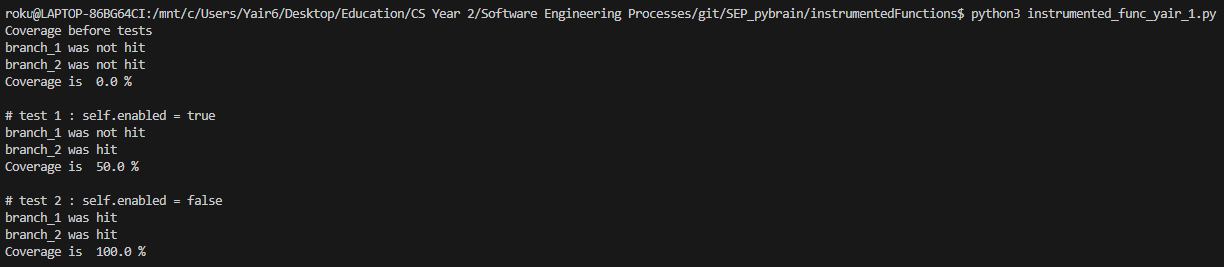 roku@LAPTOP-86BG64CI:/mnt/c/Users/Yair6/Desktop/Education/CS Year 2/Software Engineering Processes/git/SEP_pybrain/instrumentedFunctions$ python3 instrumented_func_yair_1.py
Coverage before tests
branch_1 was not hit
branch_2 was not hit
Coverage is  0.0 %

# test 1 : self.enabled = true
branch_1 was not hit
branch_2 was hit
Coverage is  50.0 %

# test 2 : self.enabled = false
branch_1 was hit
branch_2 was hit
Coverage is  100.0 %